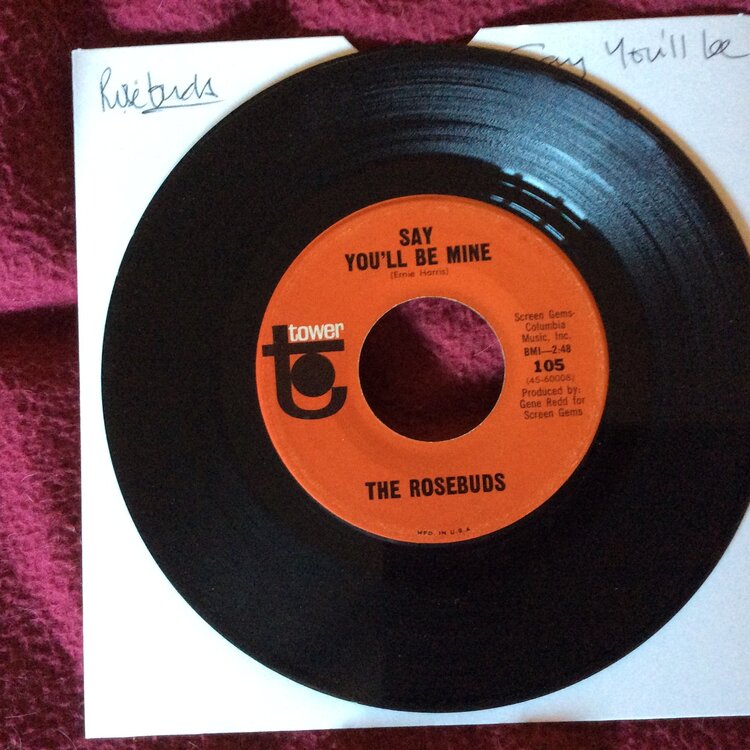 Rosebuds
Say You'll be
SAY
YOU'LL BE MINE
(Ernie Harris)
tower
Screen Gems-
Columbia
Music, Inc.
BMI—2:48
105
(45-60008)
Produced by:
Gene Redd for
Screen Gems
THE ROSEBUDS
MFD. IN U.S.A.